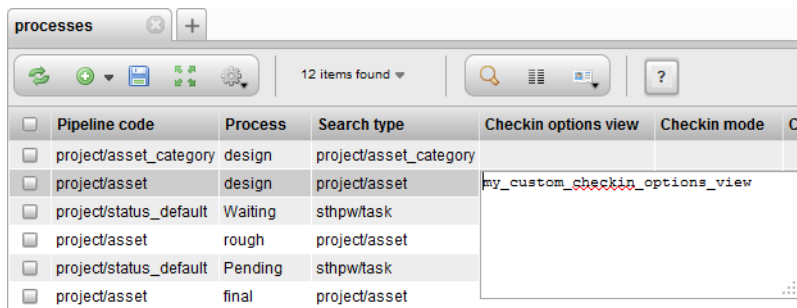 processes
12 items found
?
Pipeline code Process Search type Checkin options view Checkin mode
project/asset_category design project/asset_category
project/asset design project/asset my_custom_checkin_options_view
project/status_default Waiting sthpw/task
project/asset rough project/asset
project/status_default Pending sthpw/task
project/asset final project/asset